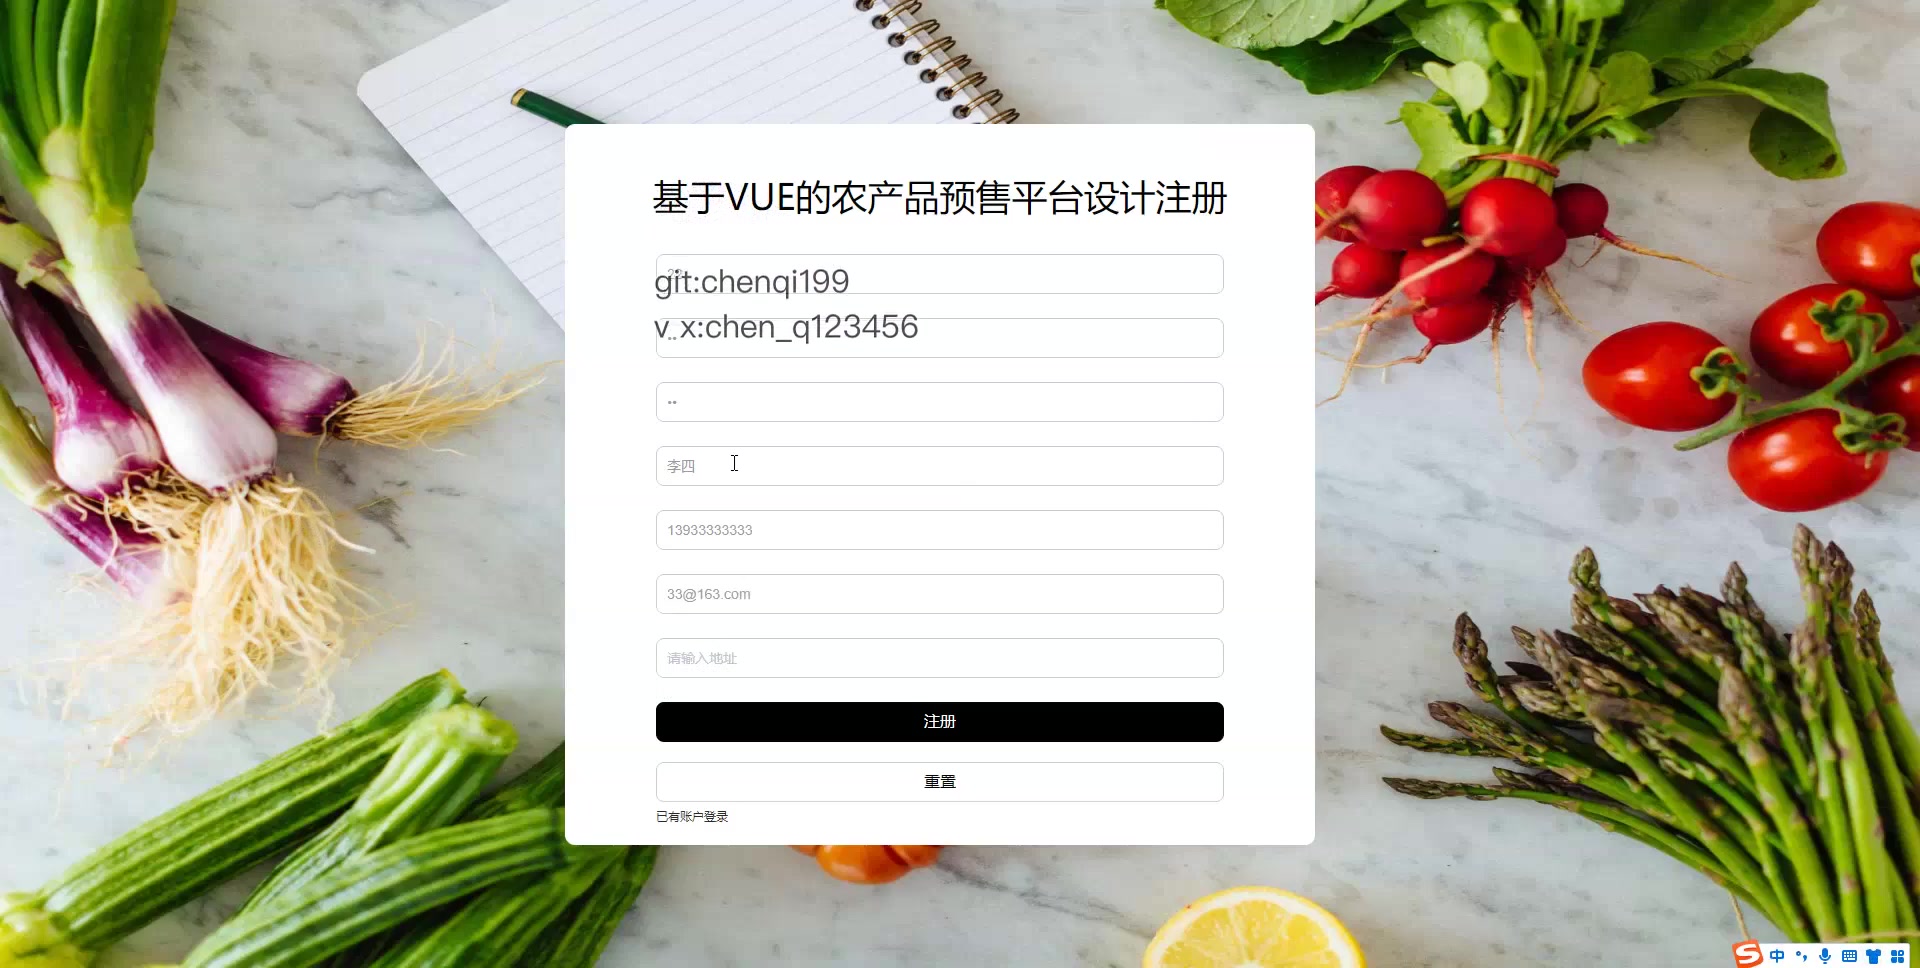 基于VUE的农产品预售平台设计注册
git:chenqi199
v_x:chen_q123456
李四
13933333333
33@163.com
请输入地址
注册
重置
已有账户登录
中